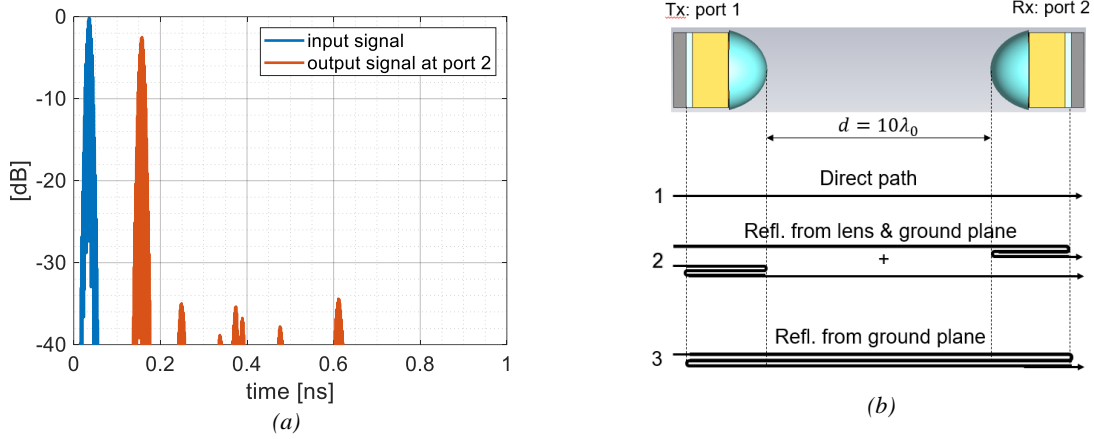 0
-10
-20
-30
-40
[dB]
input signal
output signal at port 2
0 0.2 0.4 0.6 0.8 1
time [ns]
(a)
Tx: port 1
Rx: port 2
d = 10λ₀
1 Direct path
Refl. from lens & ground plane
2 +
Refl. from ground plane
3
(b)